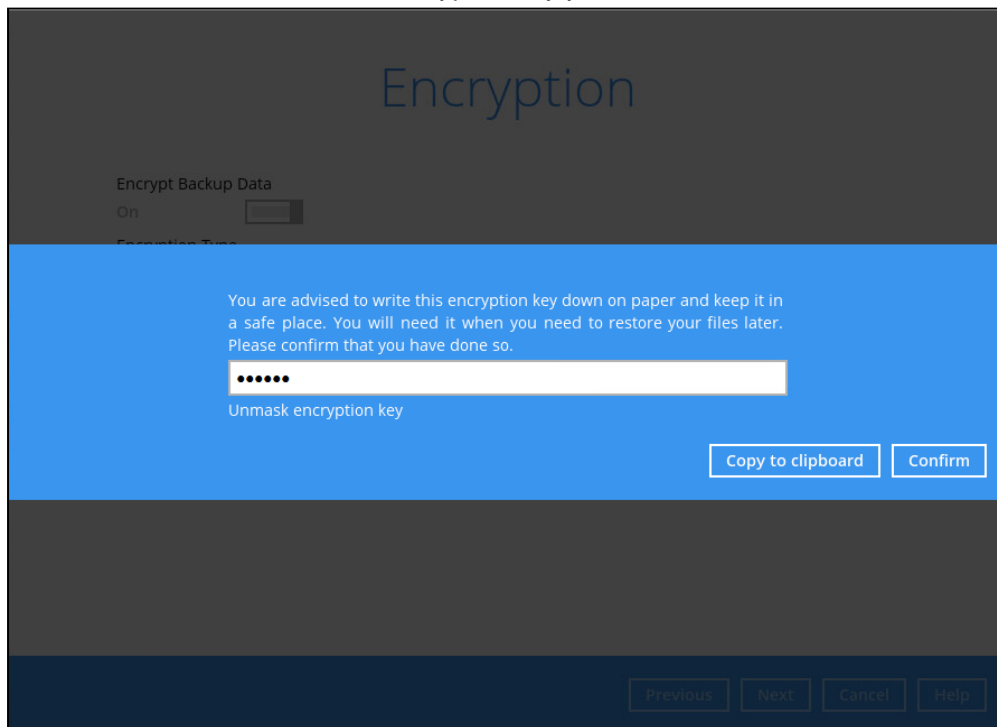 Encryption
Encrypt Backup Data
On
Encryption Type
You are advised to write this encryption key down on paper and keep it in
a safe place. You will need it when you need to restore your files later.
Please confirm that you have done so.
••••••
Unmask encryption key
Copy to clipboard Confirm
Previous Next Cancel Help